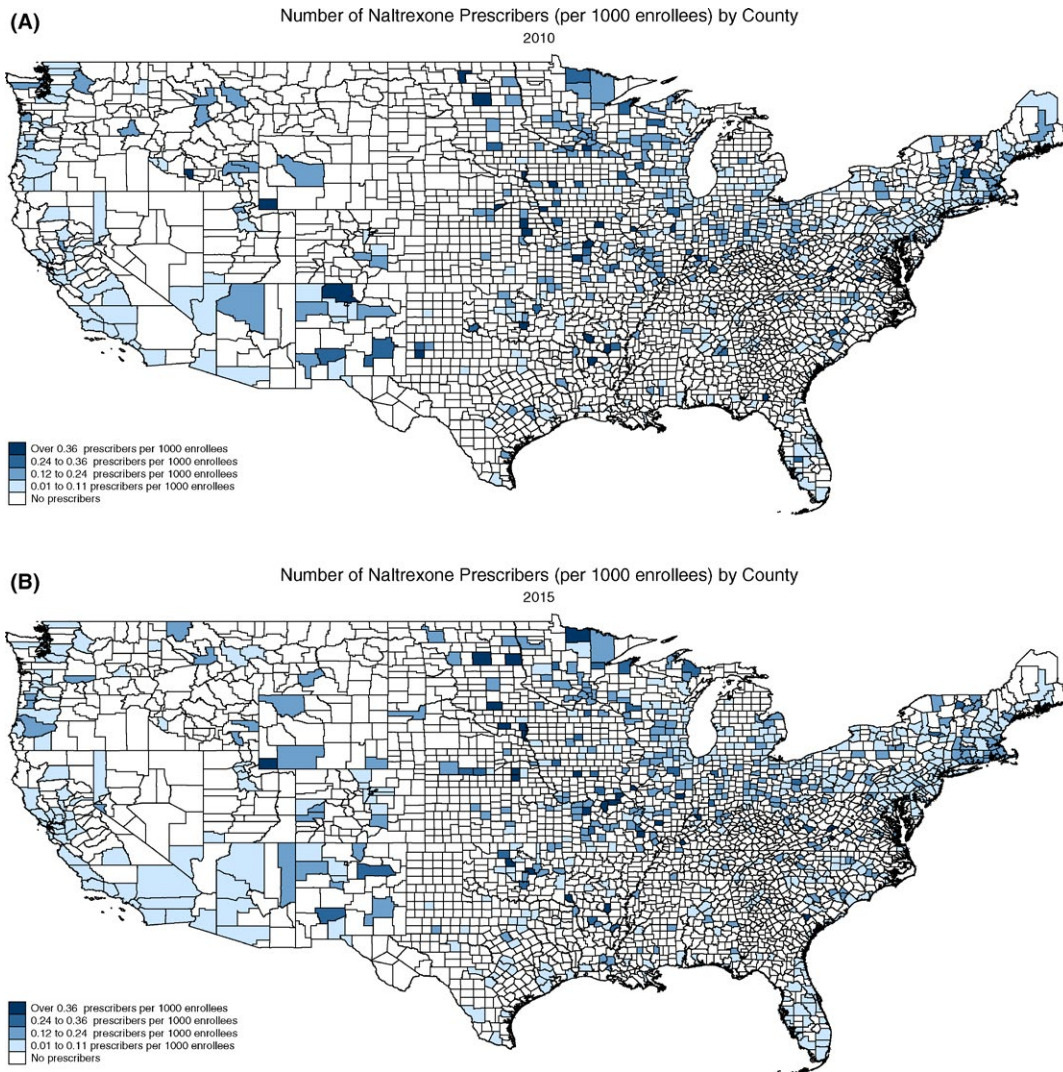 (A)
Number of Naltrexone Prescribers (per 1000 enrollees) by County
2010
Over 0.36 prescribers per 1000 enrollees
0.24 to 0.36 prescribers per 1000 enrollees
0.12 to 0.24 prescribers per 1000 enrollees
0.01 to 0.11 prescribers per 1000 enrollees
No prescribers
(B)
Number of Naltrexone Prescribers (per 1000 enrollees) by County
2015
Over 0.36 prescribers per 1000 enrollees
0.24 to 0.36 prescribers per 1000 enrollees
0.12 to 0.24 prescribers per 1000 enrollees
0.01 to 0.11 prescribers per 1000 enrollees
No prescribers